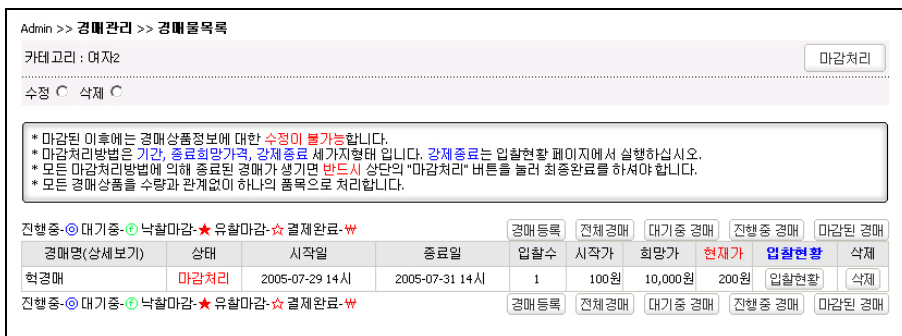 Admin >> 경매관리 >> 경매물목록
카테고리 : 여자2 마감처리
수정 삭제
* 마감된 이후에는 경매상품정보에 대한 수정이 불가능합니다.
* 마감처리방법은 기간, 종료희망가격, 강제종료 세가지형태 입니다. 강제종료는 입찰현황 페이지에서 실행하십시오.
* 모든 마감처리방법에 의해 종료된 경매가 생기면 반드시 상단의 "마감처리" 버튼을 눌러 최종완료를 하셔야 합니다.
* 모든 경매상품을 수량과 관계없이 하나의 품목으로 처리합니다.
진행중-◎ 대기중-ⓕ 낙찰마감-★ 유찰마감-☆ 결제완료-₩ 경매등록 전체경매 대기중 경매 진행중 경매 마감된 경매
경매명(상세보기) 상태 시작일 종료일 입찰수 시작가 희망가 현재가 입찰현황 삭제
헉경매 마감처리 2005-07-29 14시 2005-07-31 14시 1 100원 10,000원 200원 입찰현황 삭제
진행중-◎ 대기중-ⓕ 낙찰마감-★ 유찰마감-☆ 결제완료-₩ 경매등록 전체경매 대기중 경매 진행중 경매 마감된 경매